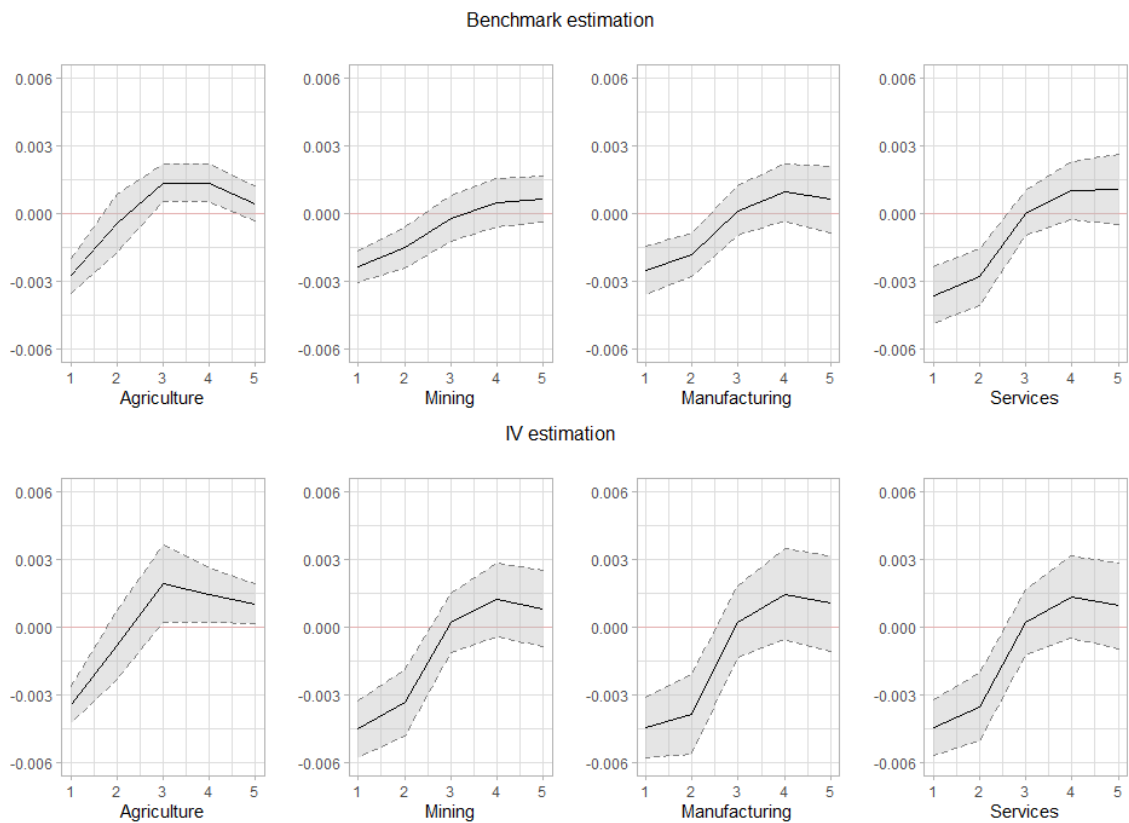 Benchmark estimation
0.006 0.006 0.006 0.006
0.003 0.003 0.003 0.003
0.000 0.000 0.000 0.000
-0.003 -0.003 -0.003 -0.003
-0.006 -0.006 -0.006 -0.006
1 2 3 4 5 1 2 3 4 5 1 2 3 4 5 1 2 3 4 5
Agriculture Mining Manufacturing Services
IV estimation
0.006 0.006 0.006 0.006
0.003 0.003 0.003 0.003
0.000 0.000 0.000 0.000
-0.003 -0.003 -0.003 -0.003
-0.006 -0.006 -0.006 -0.006
1 2 3 4 5 1 2 3 4 5 1 2 3 4 5 1 2 3 4 5
Agriculture Mining Manufacturing Services